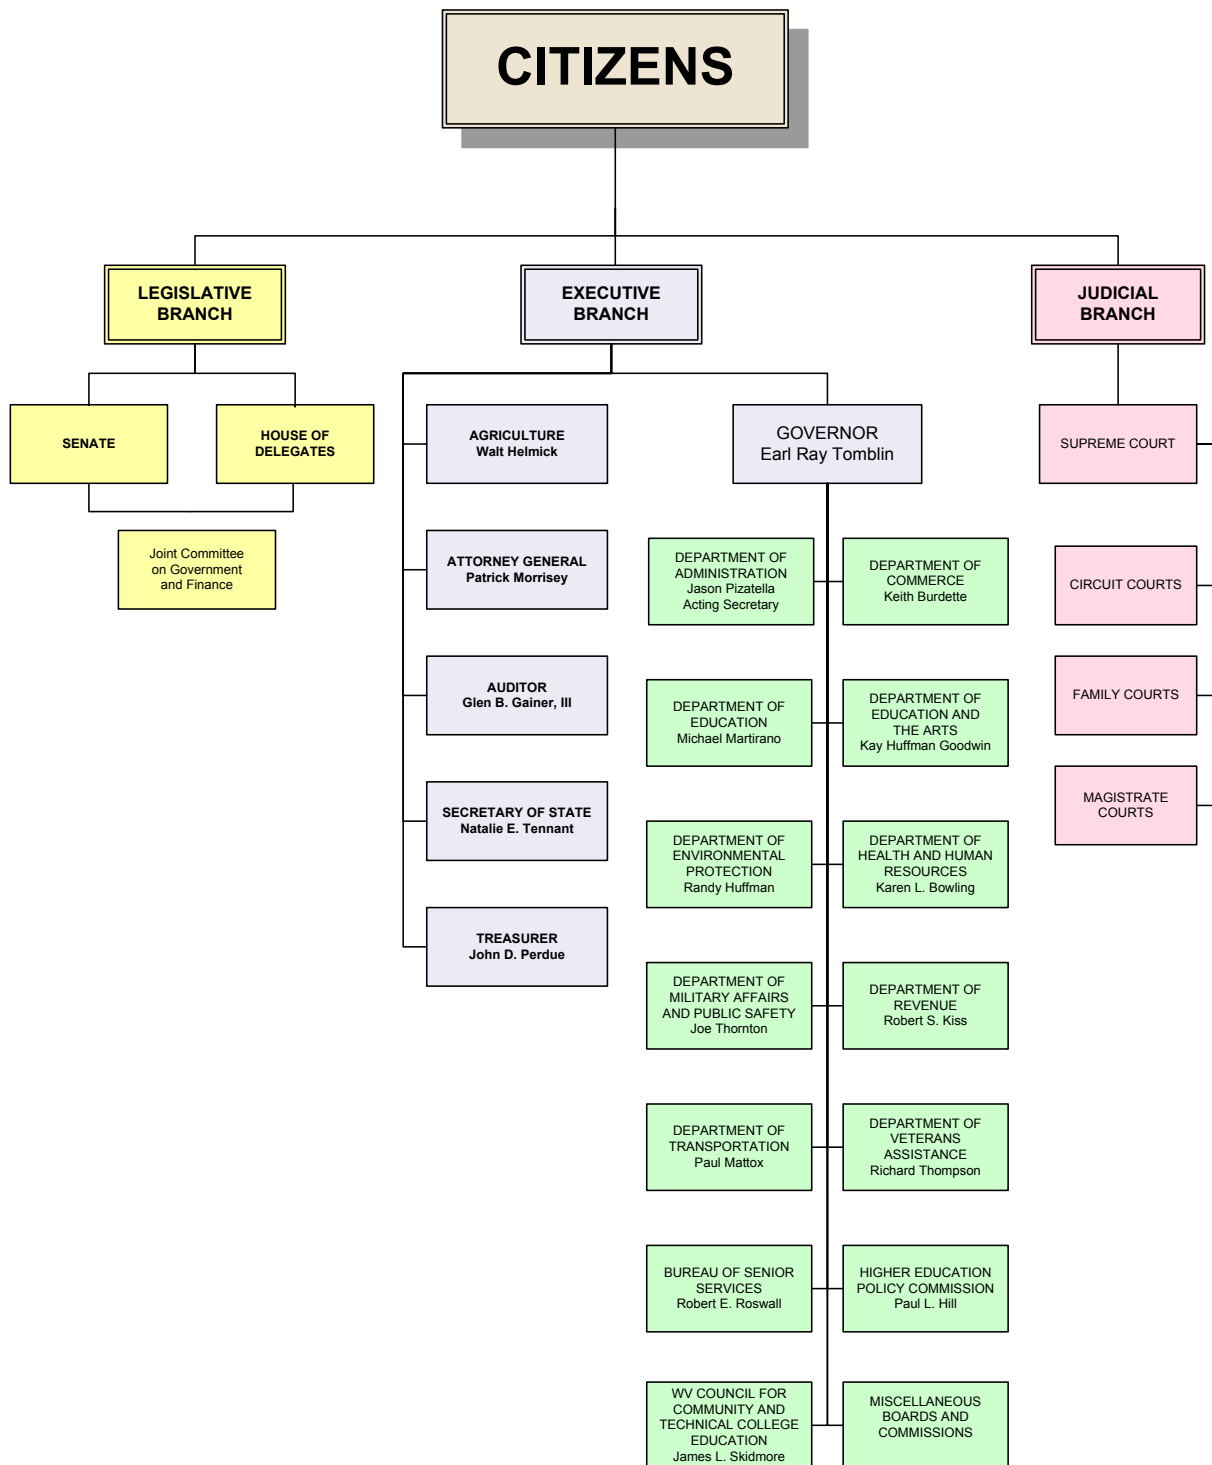 CITIZENS
LEGISLATIVE
BRANCH
EXECUTIVE
BRANCH
JUDICIAL
BRANCH
SENATE
HOUSE OF
DELEGATES
Joint Committee
on Government
and Finance
AGRICULTURE
Walt Helmick
ATTORNEY GENERAL
Patrick Morrisey
AUDITOR
Glen B. Gainer, III
SECRETARY OF STATE
Natalie E. Tennant
TREASURER
John D. Perdue
GOVERNOR
Earl Ray Tomblin
DEPARTMENT OF
ADMINISTRATION
Jason Pizatella
Acting Secretary
DEPARTMENT OF
COMMERCE
Keith Burdette
DEPARTMENT OF
EDUCATION
Michael Martirano
DEPARTMENT OF
EDUCATION AND
THE ARTS
Kay Huffman Goodwin
DEPARTMENT OF
ENVIRONMENTAL
PROTECTION
Randy Huffman
DEPARTMENT OF
HEALTH AND HUMAN
RESOURCES
Karen L. Bowling
DEPARTMENT OF
MILITARY AFFAIRS
AND PUBLIC SAFETY
Joe Thornton
DEPARTMENT OF
REVENUE
Robert S. Kiss
DEPARTMENT OF
TRANSPORTATION
Paul Mattox
DEPARTMENT OF
VETERANS
ASSISTANCE
Richard Thompson
BUREAU OF SENIOR
SERVICES
Robert E. Roswall
HIGHER EDUCATION
POLICY COMMISSION
Paul L. Hill
WV COUNCIL FOR
COMMUNITY AND
TECHNICAL COLLEGE
EDUCATION
James L. Skidmore
MISCELLANEOUS
BOARDS AND
COMMISSIONS
SUPREME COURT
CIRCUIT COURTS
FAMILY COURTS
MAGISTRATE
COURTS